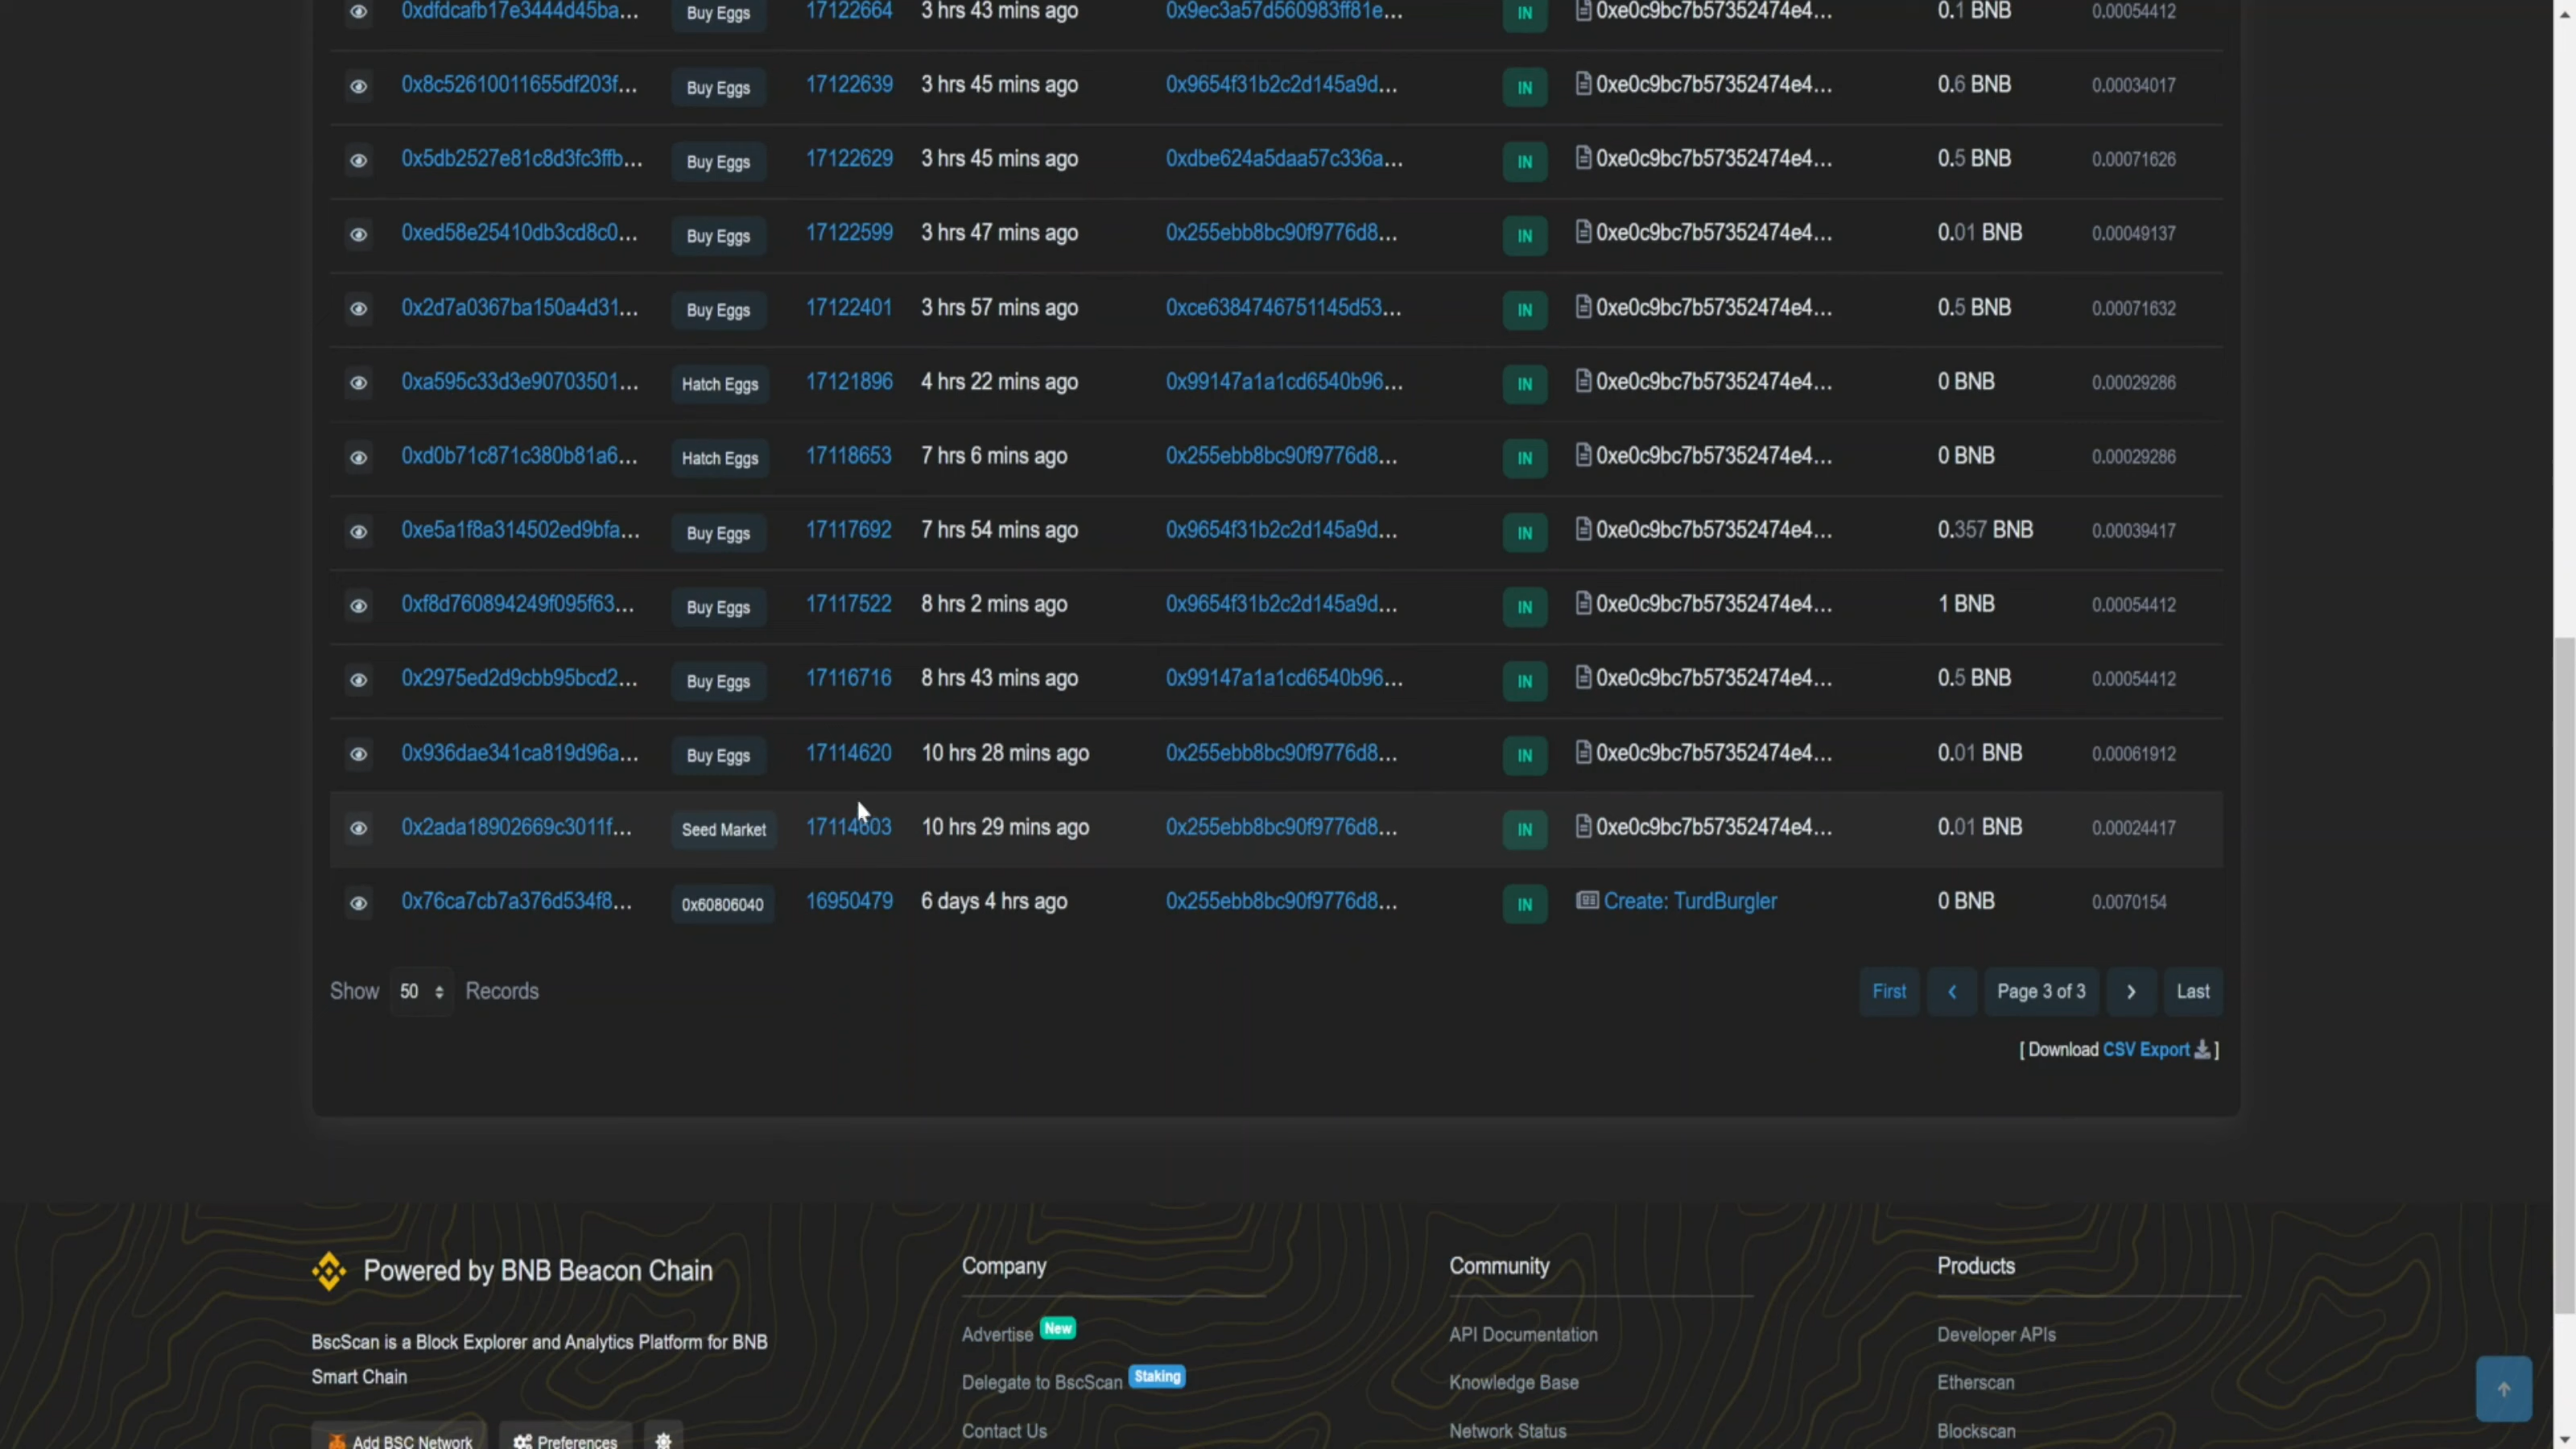 0xdfdcafb17e3444d45ba... Buy Eggs 17122664 3 hrs 43 mins ago 0x9ec3a57d560983ff81e... IN 0xe0c9bc7b57352474e4... 0.1 BNB 0.00054412
0x8c52610011655df203f... Buy Eggs 17122639 3 hrs 45 mins ago 0x9654f31b2c2d145a9d... IN 0xe0c9bc7b57352474e4... 0.6 BNB 0.00034017
0x5db2527e81c8d3fc3ffb... Buy Eggs 17122629 3 hrs 45 mins ago 0xdbe624a5daa57c336a... IN 0xe0c9bc7b57352474e4... 0.5 BNB 0.00071626
0xed58e25410db3cd8c0... Buy Eggs 17122599 3 hrs 47 mins ago 0x255ebb8bc90f9776d8... IN 0xe0c9bc7b57352474e4... 0.01 BNB 0.00049137
0x2d7a0367ba150a4d31... Buy Eggs 17122401 3 hrs 57 mins ago 0xce6384746751145d53... IN 0xe0c9bc7b57352474e4... 0.5 BNB 0.00071632
0xa595c33d3e90703501... Hatch Eggs 17121896 4 hrs 22 mins ago 0x99147a1a1cd6540b96... IN 0xe0c9bc7b57352474e4... 0 BNB 0.00029286
0xd0b71c871c380b81a6... Hatch Eggs 17118653 7 hrs 6 mins ago 0x255ebb8bc90f9776d8... IN 0xe0c9bc7b57352474e4... 0 BNB 0.00029286
0xe5a1f8a314502ed9bfa... Buy Eggs 17117692 7 hrs 54 mins ago 0x9654f31b2c2d145a9d... IN 0xe0c9bc7b57352474e4... 0.357 BNB 0.00039417
0xf8d760894249f095f63... Buy Eggs 17117522 8 hrs 2 mins ago 0x9654f31b2c2d145a9d... IN 0xe0c9bc7b57352474e4... 1 BNB 0.00054412
0x2975ed2d9cbb95bcd2... Buy Eggs 17116716 8 hrs 43 mins ago 0x99147a1a1cd6540b96... IN 0xe0c9bc7b57352474e4... 0.5 BNB 0.00054412
0x936dae341ca819d96a... Buy Eggs 17114620 10 hrs 28 mins ago 0x255ebb8bc90f9776d8... IN 0xe0c9bc7b57352474e4... 0.01 BNB 0.00061912
0x2ada18902669c3011f... Seed Market 17114603 10 hrs 29 mins ago 0x255ebb8bc90f9776d8... IN 0xe0c9bc7b57352474e4... 0.01 BNB 0.00024417
0x76ca7cb7a376d534f8... 0x60806040 16950479 6 days 4 hrs ago 0x255ebb8bc90f9776d8... IN Create: TurdBurgler 0 BNB 0.0070154
Show 50 Records First Page 3 of 3 Last
[ Download CSV Export ]
Powered by BNB Beacon Chain
BscScan is a Block Explorer and Analytics Platform for BNB
Smart Chain
Add BSC Network Preferences
Company
Advertise New
Delegate to BscScan Staking
Contact Us
Community
API Documentation
Knowledge Base
Network Status
Products
Developer APIs
Etherscan
Blockscan